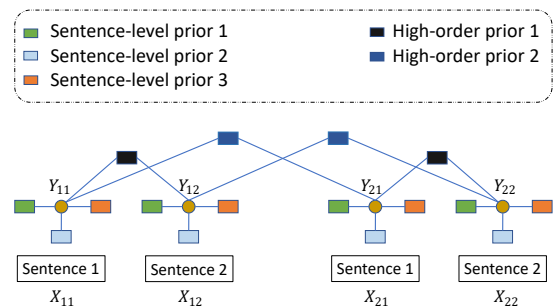 Sentence-level prior 1
High-order prior 1
Sentence-level prior 2
High-order prior 2
Sentence-level prior 3
Y₁₁ Y₁₂ Y₂₁ Y₂₂
Sentence 1 Sentence 2 Sentence 1 Sentence 2
X₁₁ X₁₂ X₂₁ X₂₂